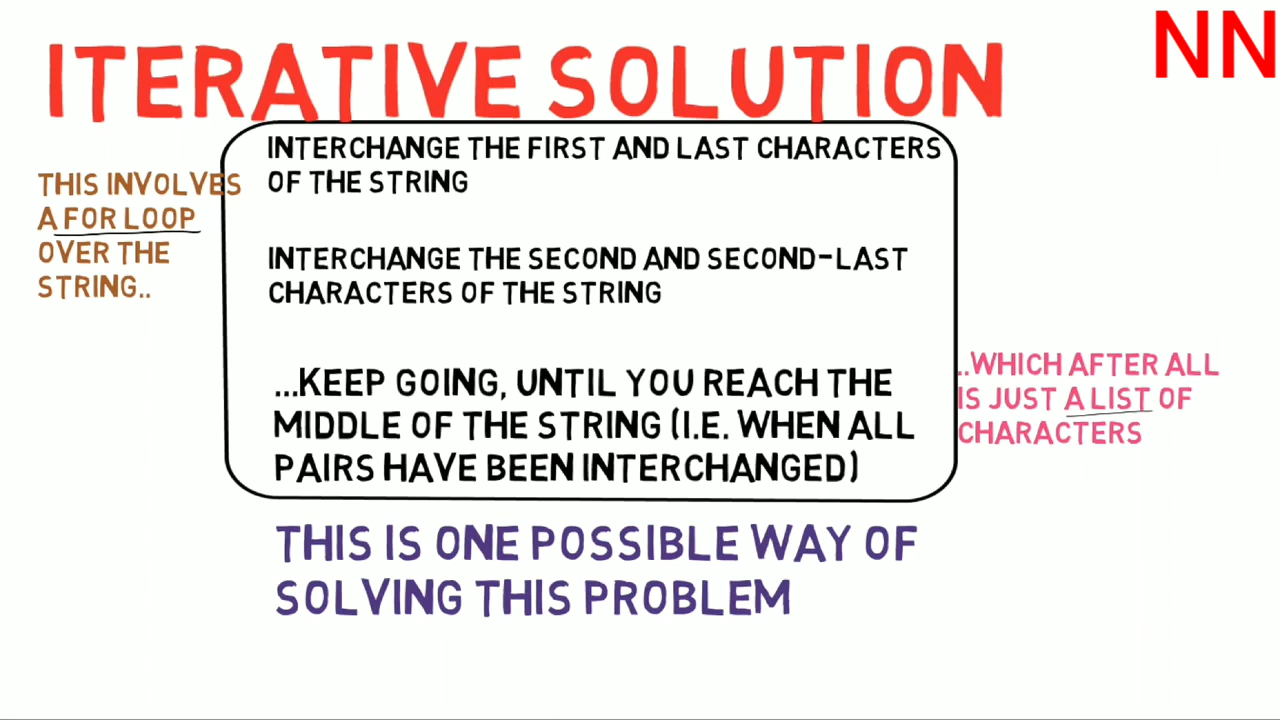 NN
ITERATIVE SOLUTION
INTERCHANGE THE FIRST AND LAST CHARACTERS
OF THE STRING
THIS INVOLVES
A FOR LOOP
OVER THE
STRING..
INTERCHANGE THE SECOND AND SECOND-LAST
CHARACTERS OF THE STRING
...KEEP GOING, UNTIL YOU REACH THE
MIDDLE OF THE STRING (I.E. WHEN ALL
PAIRS HAVE BEEN INTERCHANGED)
..WHICH AFTER ALL
IS JUST A LIST OF
CHARACTERS
THIS IS ONE POSSIBLE WAY OF
SOLVING THIS PROBLEM